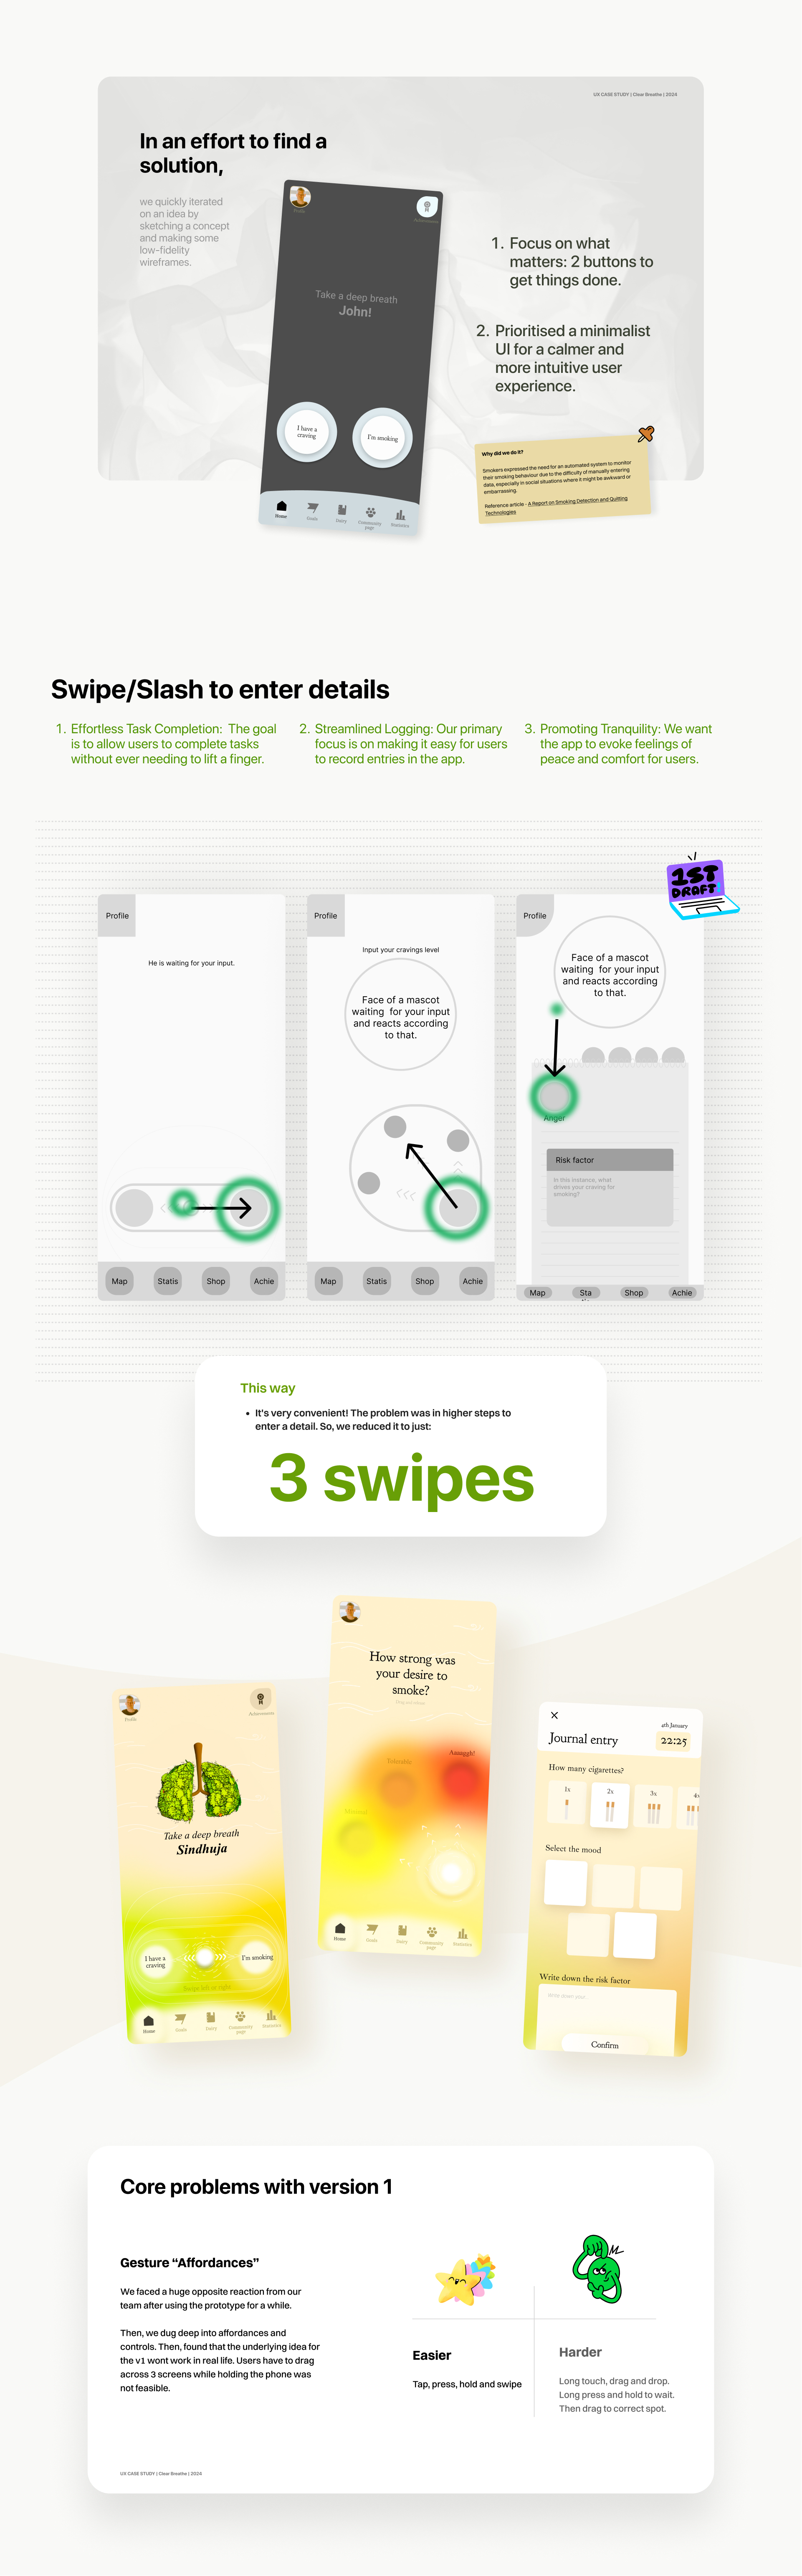 UX CASE STUDY | Clear Breathe | 2024
In an effort to find a
solution,
we quickly iterated
on an idea by
sketching a concept
and making some
low-fidelity
wireframes.
Profile
Achievements
Take a deep breath
John!
I have a
craving
I'm smoking
Home
Goals
Dairy
Community
page
Statistics
1. Focus on what
matters: 2 buttons to
get things done.
2. Prioritised a minimalist
UI for a calmer and
more intuitive user
experience.
Why did we do it?
Smokers expressed the need for an automated system to monitor
their smoking behaviour due to the difficulty of manually entering
data, especially in social situations where it might be awkward or
embarrassing.
Reference article - A Report on Smoking Detection and Quitting
Technologies
Swipe/Slash to enter details
1. Effortless Task Completion: The goal
is to allow users to complete tasks
without ever needing to lift a finger.
2. Streamlined Logging: Our primary
focus is on making it easy for users
to record entries in the app.
3. Promoting Tranquility: We want
the app to evoke feelings of
peace and comfort for users.
1ST
DRAFT!
Profile
He is waiting for your input.
Map
Statis
Shop
Achie
Profile
Input your cravings level
Face of a mascot
waiting for your input
and reacts according
to that.
Map
Statis
Shop
Achie
Profile
Face of a mascot
waiting for your input
and reacts according
to that.
Anger
Risk factor
In this instance, what
drives your craving for
smoking?
Map
Sta
Shop
Achie
This way
• It's very convenient! The problem was in higher steps to
enter a detail. So, we reduced it to just:
3 swipes
Profile
Achievements
Take a deep breath
Sindhuja
I have a
craving
I'm smoking
Swipe left or right
Home
Goals
Dairy
Community
page
Statistics
How strong was
your desire to
smoke?
Tolerable
Aaaargh!
Minimal
Home
Goals
Dairy
Community
page
Statistics
4th January
Journal entry
22:25
How many cigarettes?
1x
2x
3x
4x
Select the mood
Write down the risk factor
Write down your
Confirm
Core problems with version 1
Gesture “Affordances”
We faced a huge opposite reaction from our
team after using the prototype for a while.
Then, we dug deep into affordances and
controls. Then, found that the underlying idea for
the v1 wont work in real life. Users have to drag
across 3 screens while holding the phone was
not feasible.
Easier
Tap, press, hold and swipe
Harder
Long touch, drag and drop.
Long press and hold to wait.
Then drag to correct spot.
UX CASE STUDY | Clear Breathe | 2024